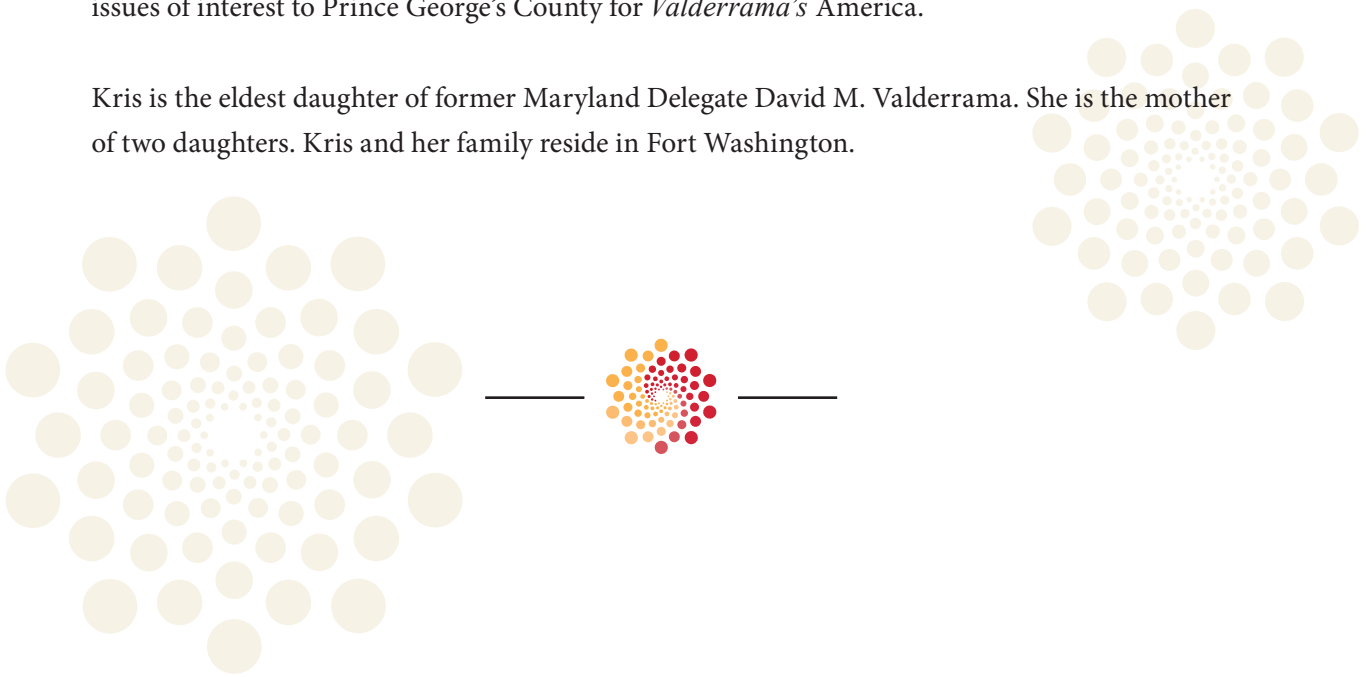 issues of interest to Prince George's County for Valderrama's America.
Kris is the eldest daughter of former Maryland Delegate David M. Valderrama. She is the mother
of two daughters. Kris and her family reside in Fort Washington.